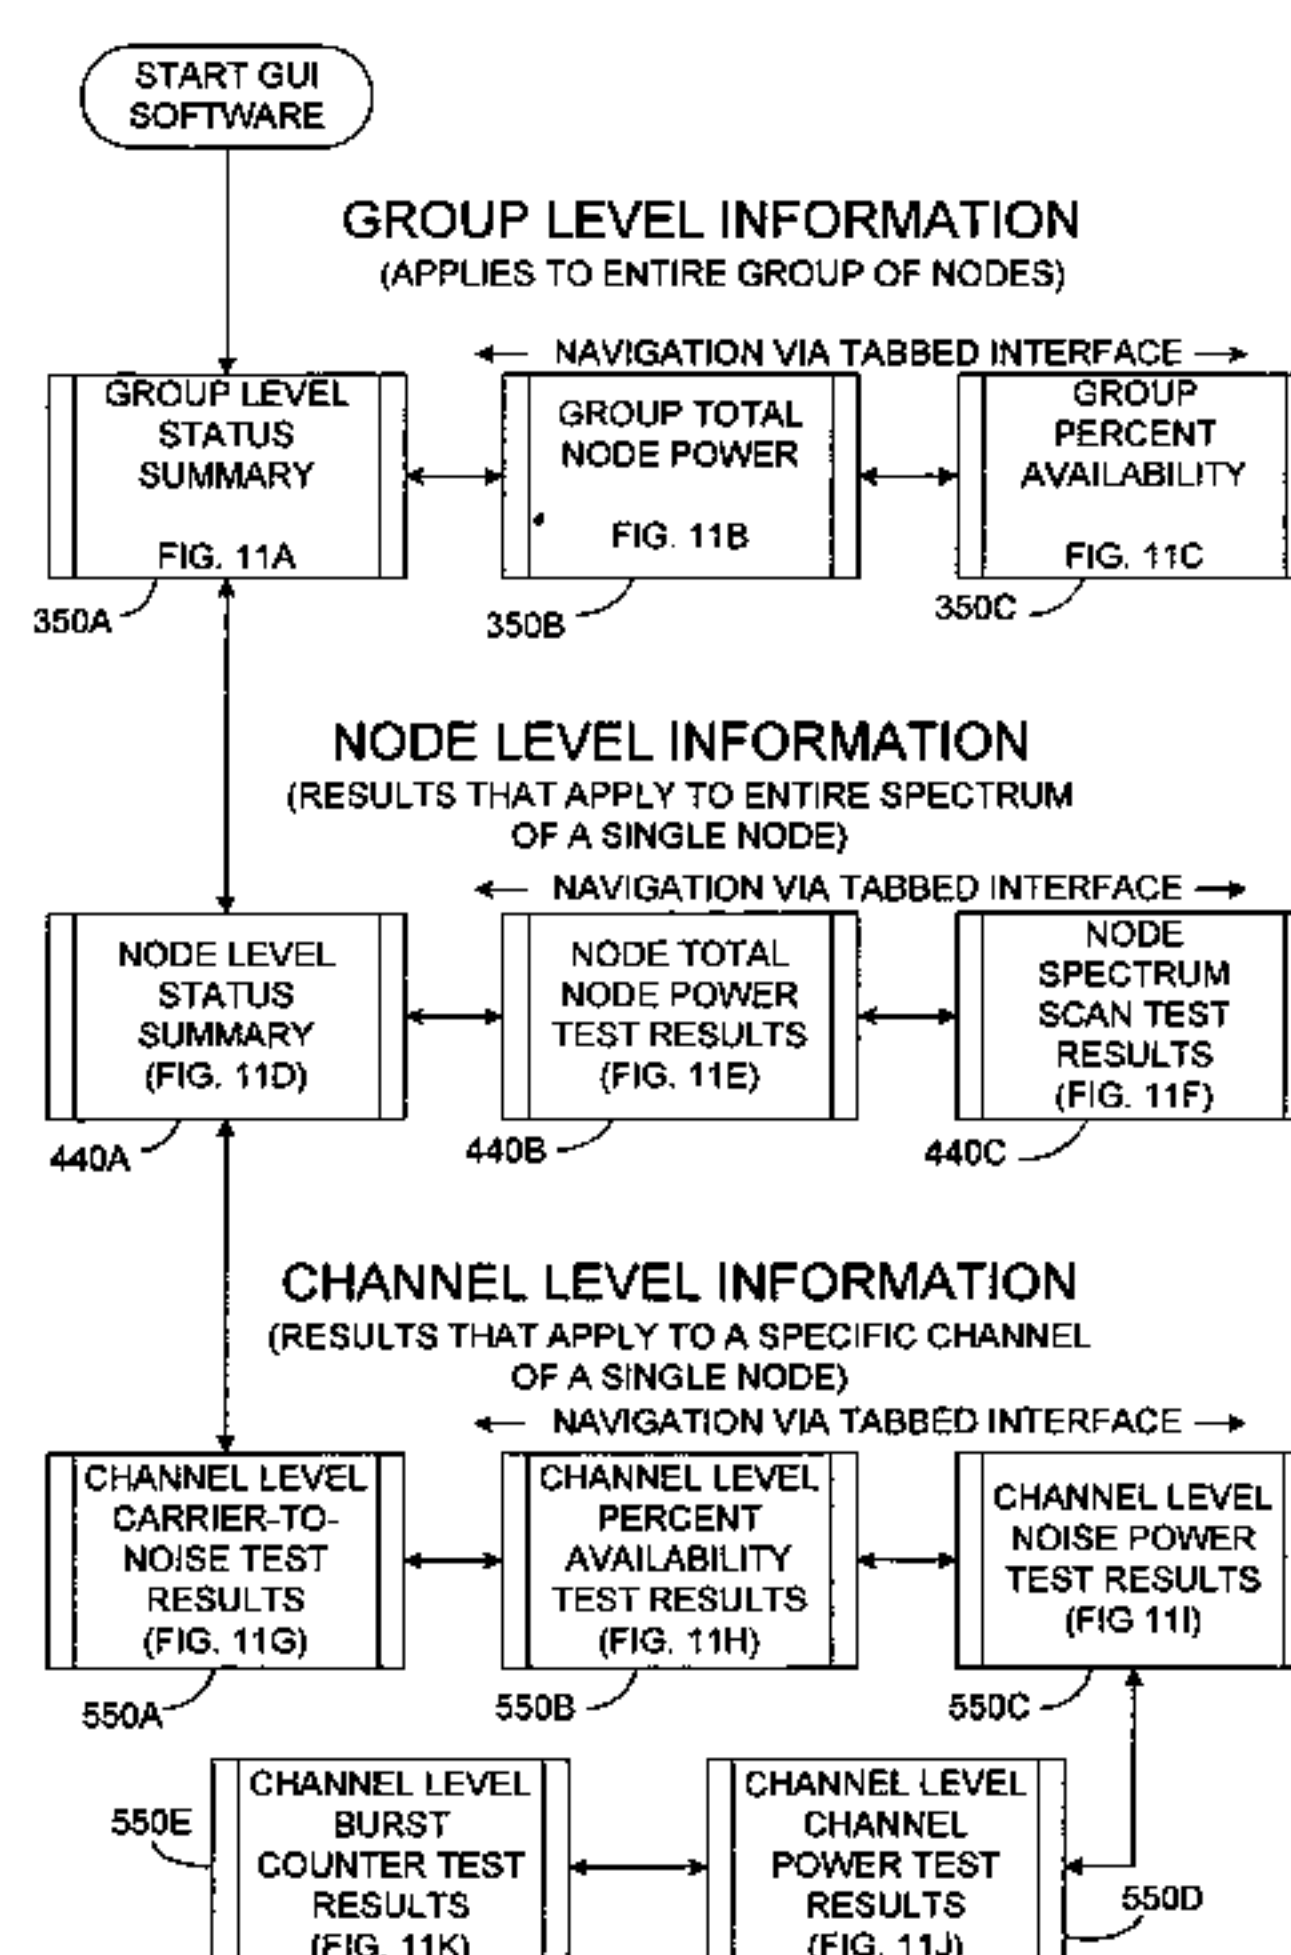 START GUI
SOFTWARE
GROUP LEVEL INFORMATION
(APPLIES TO ENTIRE GROUP OF NODES)
NAVIGATION VIA TABBED INTERFACE
GROUP LEVEL
STATUS
SUMMARY
FIG. 11A
350A
GROUP TOTAL
NODE POWER
FIG. 11B
350B
GROUP
PERCENT
AVAILABILITY
FIG. 11C
350C
NODE LEVEL INFORMATION
(RESULTS THAT APPLY TO ENTIRE SPECTRUM
OF A SINGLE NODE)
NAVIGATION VIA TABBED INTERFACE
NODE LEVEL
STATUS
SUMMARY
(FIG. 11D)
440A
NODE TOTAL
NODE POWER
TEST RESULTS
(FIG. 11E)
440B
NODE
SPECTRUM
SCAN TEST
RESULTS
(FIG. 11F)
440C
CHANNEL LEVEL INFORMATION
(RESULTS THAT APPLY TO A SPECIFIC CHANNEL
OF A SINGLE NODE)
NAVIGATION VIA TABBED INTERFACE
CHANNEL LEVEL
CARRIER-TO-
NOISE TEST
RESULTS
(FIG. 11G)
550A
CHANNEL LEVEL
PERCENT
AVAILABILITY
TEST RESULTS
(FIG. 11H)
550B
CHANNEL LEVEL
NOISE POWER
TEST RESULTS
(FIG 11I)
550C
550E
CHANNEL LEVEL
BURST
COUNTER TEST
RESULTS
(FIG. 11K)
CHANNEL LEVEL
CHANNEL
POWER TEST
RESULTS
(FIG. 11J)
550D